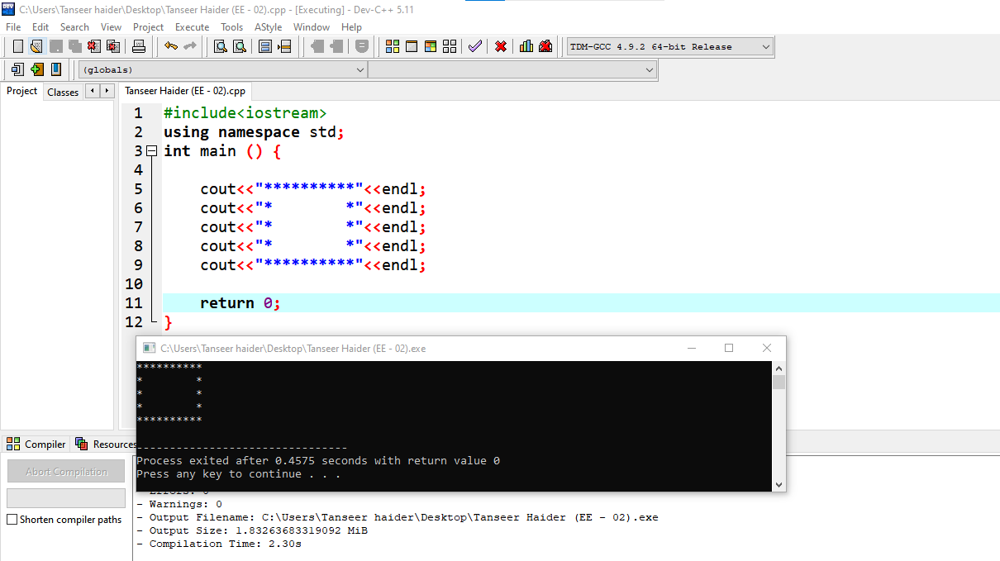 C:\Users\Tanseer haider\Desktop\Tanseer Haider (EE - 02).cpp - [Executing] - Dev-C++ 5.11
File Edit Search View Project Execute Tools AStyle Window Help
TDM-GCC 4.9.2 64-bit Release
(globals)
Project Classes Tanseer Haider (EE - 02).cpp
1 #include<iostream>
2 using namespace std;
3 int main () {
4
5     cout<<"**********"<<endl;
6     cout<<"*        *"<<endl;
7     cout<<"*        *"<<endl;
8     cout<<"*        *"<<endl;
9     cout<<"**********"<<endl;
10
11     return 0;
12 }
C:\Users\Tanseer haider\Desktop\Tanseer Haider (EE - 02).exe
**********
*        *
*        *
*        *
**********
--------------------------------
Process exited after 0.4575 seconds with return value 0
Press any key to continue . . .
Compiler Resources
Abort Compilation
Shorten compiler paths
- Errors: 0
- Warnings: 0
- Output Filename: C:\Users\Tanseer haider\Desktop\Tanseer Haider (EE - 02).exe
- Output Size: 1.83263683319092 MiB
- Compilation Time: 2.30s